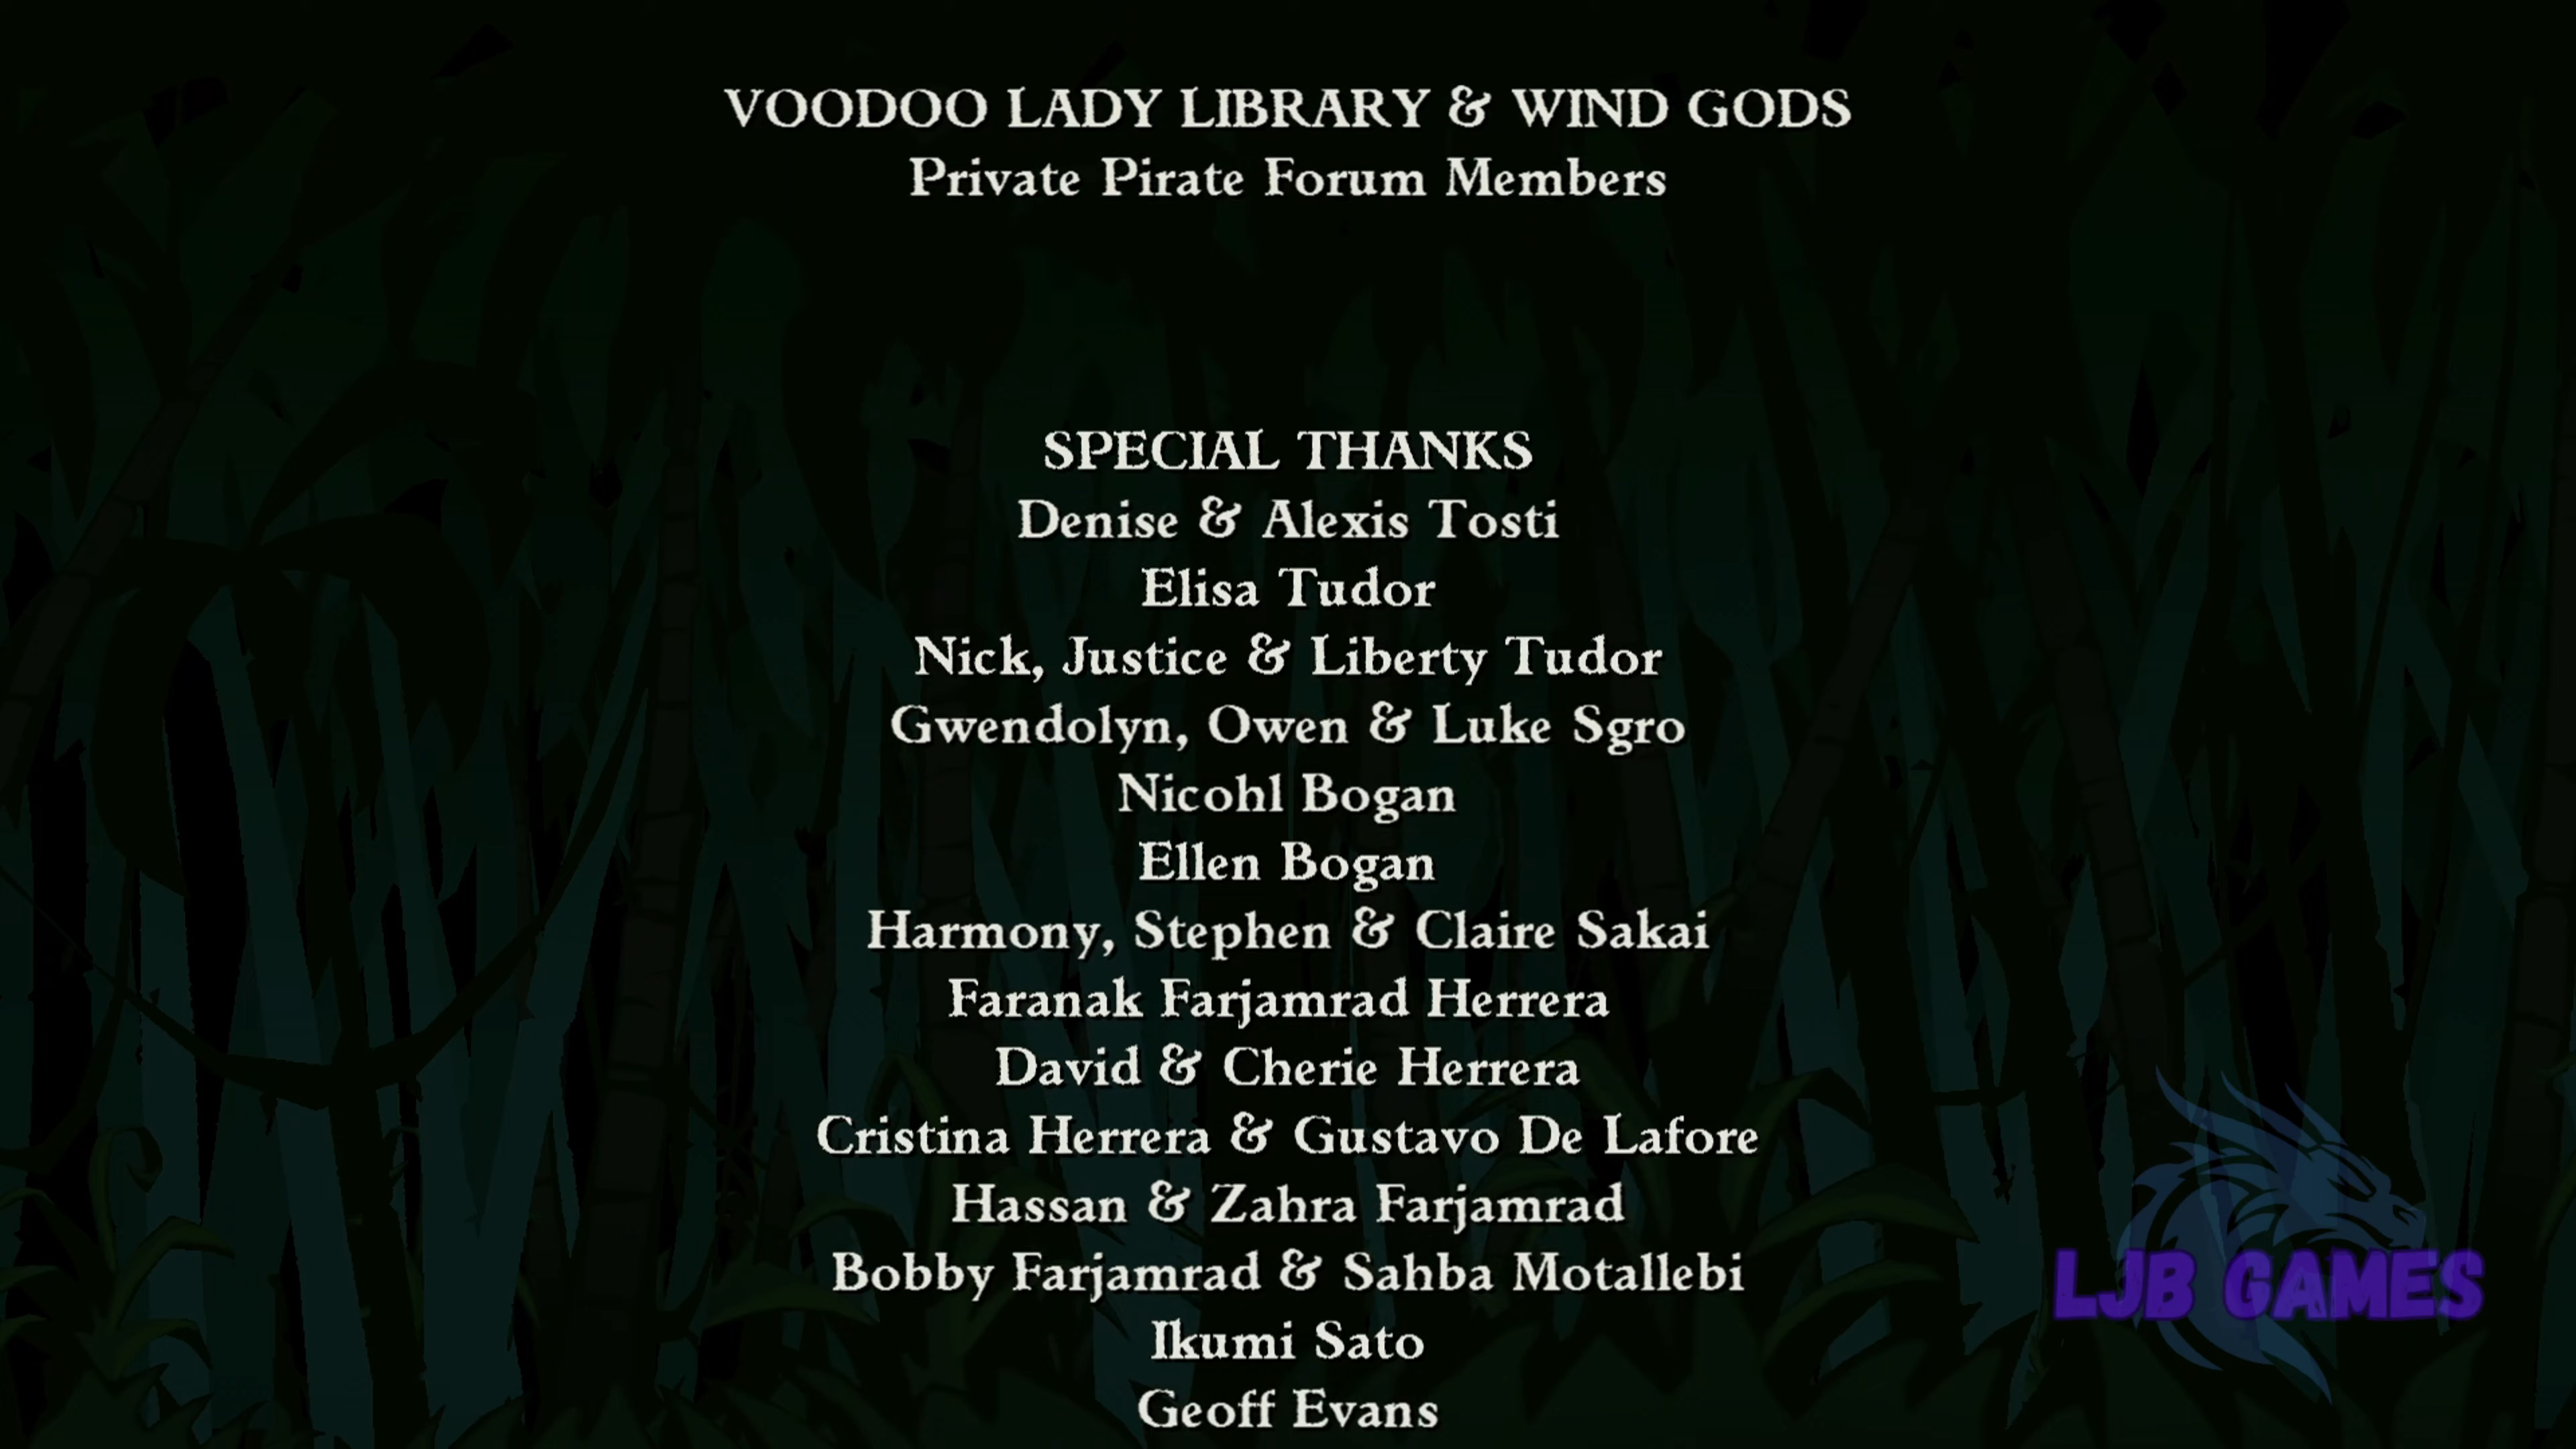 VOODOO LADY LIBRARY & WIND GODS
Private Pirate Forum Members
SPECIAL THANKS
Denise & Alexis Tosti
Elisa Tudor
Nick, Justice & Liberty Tudor
Gwendolyn, Owen & Luke Sgro
Nicohl Bogan
Ellen Bogan
Harmony, Stephen & Claire Sakai
Faranak Farjamrad Herrera
David & Cherie Herrera
Cristina Herrera & Gustavo De Lafore
Hassan & Zahra Farjamrad
Bobby Farjamrad & Sahba Motallebi
Ikumi Sato
Geoff Evans
LJB GAMES